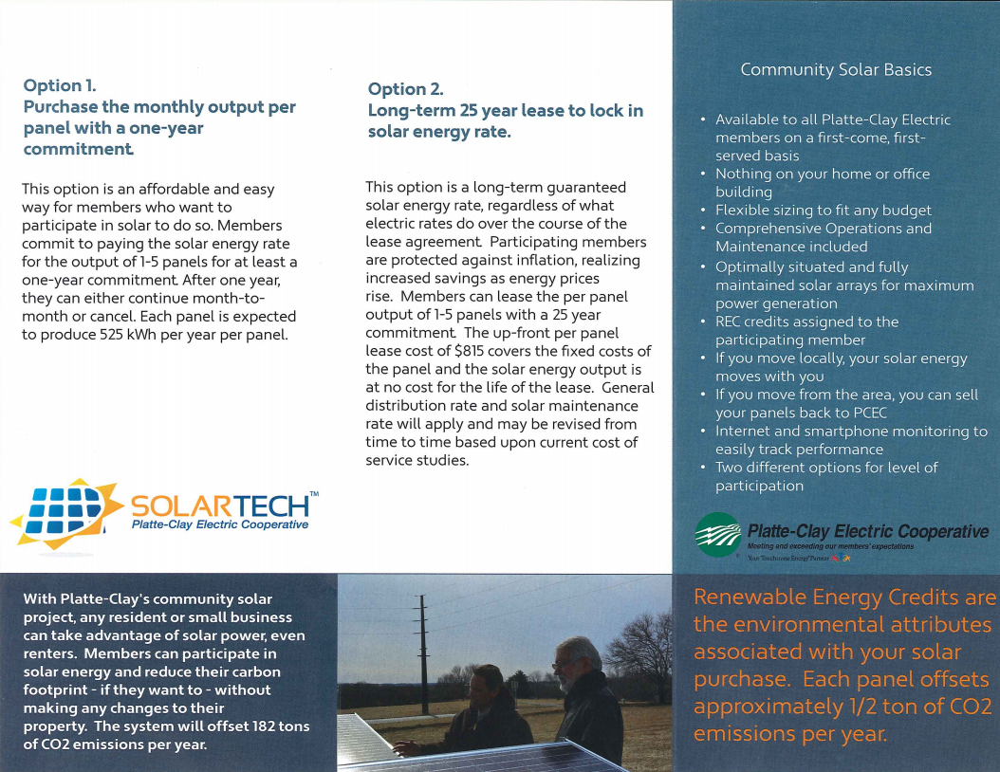 Option 1.
Purchase the monthly output per
panel with a one-year
commitment.
This option is an affordable and easy
way for members who want to
participate in solar to do so. Members
commit to paying the solar energy rate
for the output of 1-5 panels for at least a
one-year commitment. After one year,
they can either continue month-to-
month or cancel. Each panel is expected
to produce 525 kWh per year per panel.
SOLARTECH™
Platte-Clay Electric Cooperative
With Platte-Clay's community solar
project, any resident or small business
can take advantage of solar power, even
renters. Members can participate in
solar energy and reduce their carbon
footprint - if they want to - without
making any changes to their
property. The system will offset 182 tons
of CO2 emissions per year.
Option 2.
Long-term 25 year lease to lock in
solar energy rate.
This option is a long-term guaranteed
solar energy rate, regardless of what
electric rates do over the course of the
lease agreement. Participating members
are protected against inflation, realizing
increased savings as energy prices
rise. Members can lease the per panel
output of 1-5 panels with a 25 year
commitment. The up-front per panel
lease cost of $815 covers the fixed costs of
the panel and the solar energy output is
at no cost for the life of the lease. General
distribution rate and solar maintenance
rate will apply and may be revised from
time to time based upon current cost of
service studies.
Community Solar Basics
• Available to all Platte-Clay Electric
members on a first-come, first-
served basis
• Nothing on your home or office
building
• Flexible sizing to fit any budget
• Comprehensive Operations and
Maintenance included
• Optimally situated and fully
maintained solar arrays for maximum
power generation
• REC credits assigned to the
participating member
• If you move locally, your solar energy
moves with you
• If you move from the area, you can sell
your panels back to PCEC
• Internet and smartphone monitoring to
easily track performance
• Two different options for level of
participation
Platte-Clay Electric Cooperative
Meeting and exceeding our members' expectations
® Your Touchstone Energy® Partner
Renewable Energy Credits are
the environmental attributes
associated with your solar
purchase. Each panel offsets
approximately 1/2 ton of CO2
emissions per year.